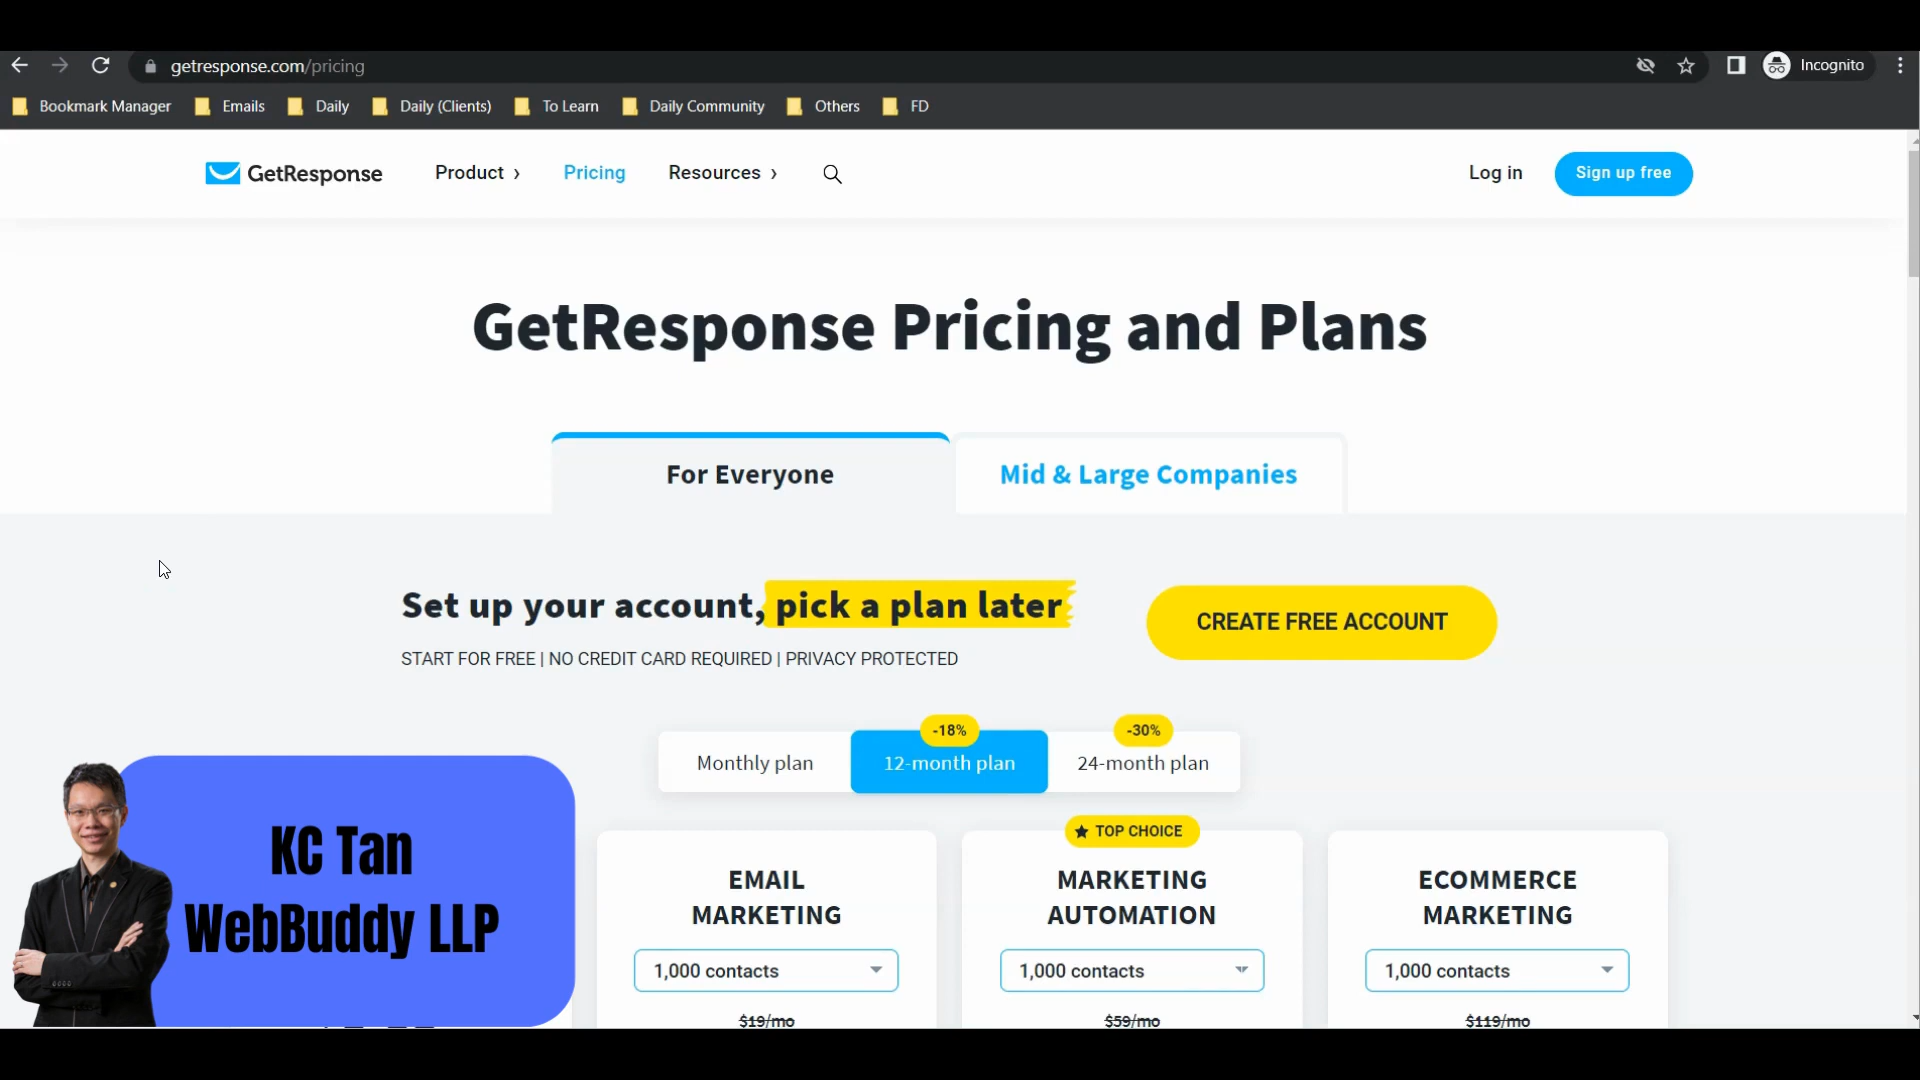 getresponse.com/pricing
Incognito
Bookmark Manager Emails Daily Daily (Clients) To Learn Daily Community Others FD
GetResponse Product › Pricing Resources › Log in Sign up free
GetResponse Pricing and Plans
For Everyone Mid & Large Companies
Set up your account, pick a plan later
CREATE FREE ACCOUNT
START FOR FREE | NO CREDIT CARD REQUIRED | PRIVACY PROTECTED
-18% -30%
Monthly plan 12-month plan 24-month plan
TOP CHOICE
KC Tan
WebBuddy LLP
EMAIL
MARKETING
1,000 contacts
$19/mo
MARKETING
AUTOMATION
1,000 contacts
$59/mo
ECOMMERCE
MARKETING
1,000 contacts
$119/mo